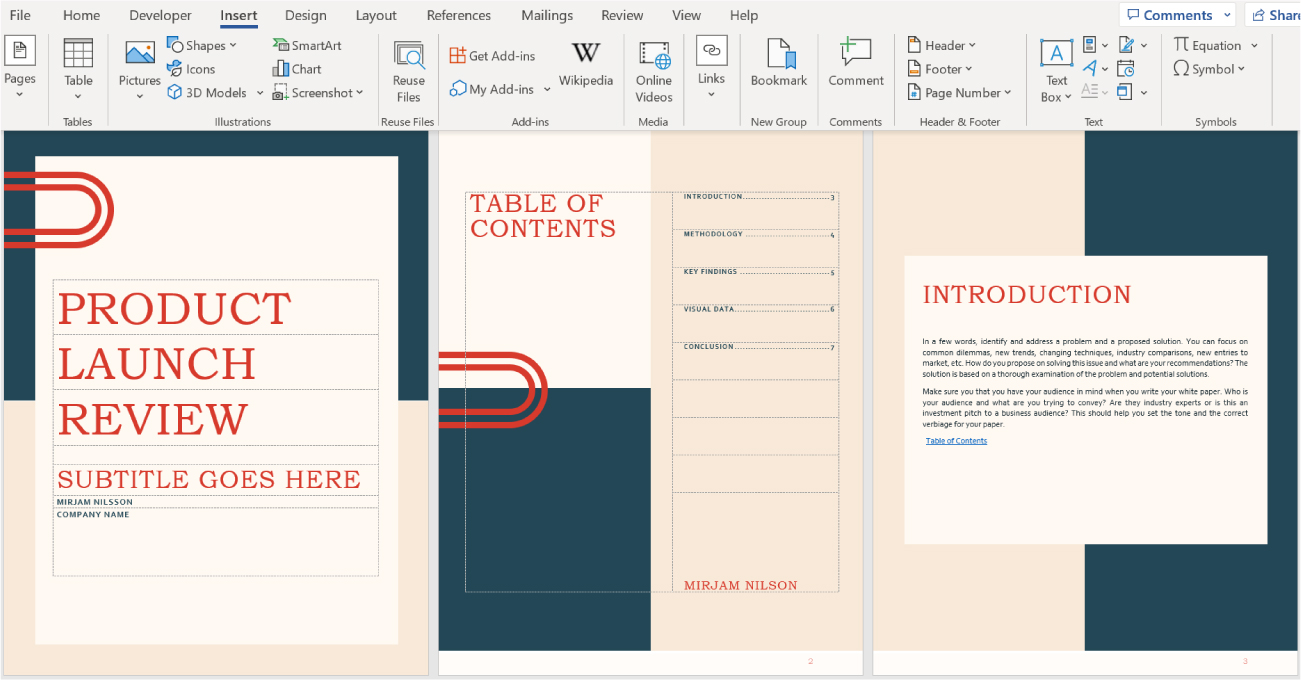 File Home Developer Insert Design Layout References Mailings Review View Help Comments Share
Pages
Table
Tables
Pictures
Shapes
Icons
3D Models
SmartArt
Chart
Screenshot
Illustrations
Reuse
Files
Reuse Files
Get Add-ins
My Add-ins
W
Wikipedia
Add-ins
Online
Videos
Media
Links
Bookmark
New Group
Comment
Comments
Header
Footer
Page Number
Header & Footer
A
Text
Box
Text
Equation
Symbol
Symbols
PRODUCT
LAUNCH
REVIEW
SUBTITLE GOES HERE
MIRJAM NILSSON
COMPANY NAME
TABLE OF
CONTENTS
INTRODUCTION 3
METHODOLOGY 4
KEY FINDINGS 5
VISUAL DATA 6
CONCLUSION 7
MIRJAM NILSON
2
INTRODUCTION
In a few words, identify and address a problem and a proposed solution. You can focus on
common dilemmas, new trends, changing techniques, industry comparisons, new entries to
market, etc. How do you propose on solving this issue and what are your recommendations? The
solution is based on a thorough examination of the problem and potential solutions.
Make sure you that you have your audience in mind when you write your white paper. Who is
your audience and what are you trying to convey? Are they industry experts or is this an
investment pitch to a business audience? This should help you set the tone and the correct
verbiage for your paper.
Table of Contents
3